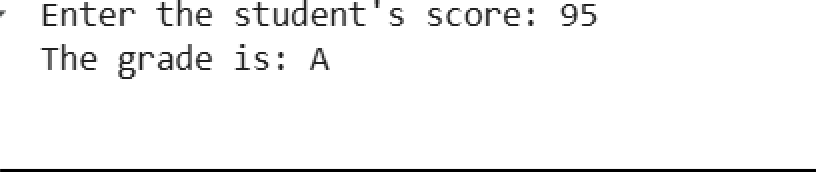 Enter the student's score: 95
The grade is: A